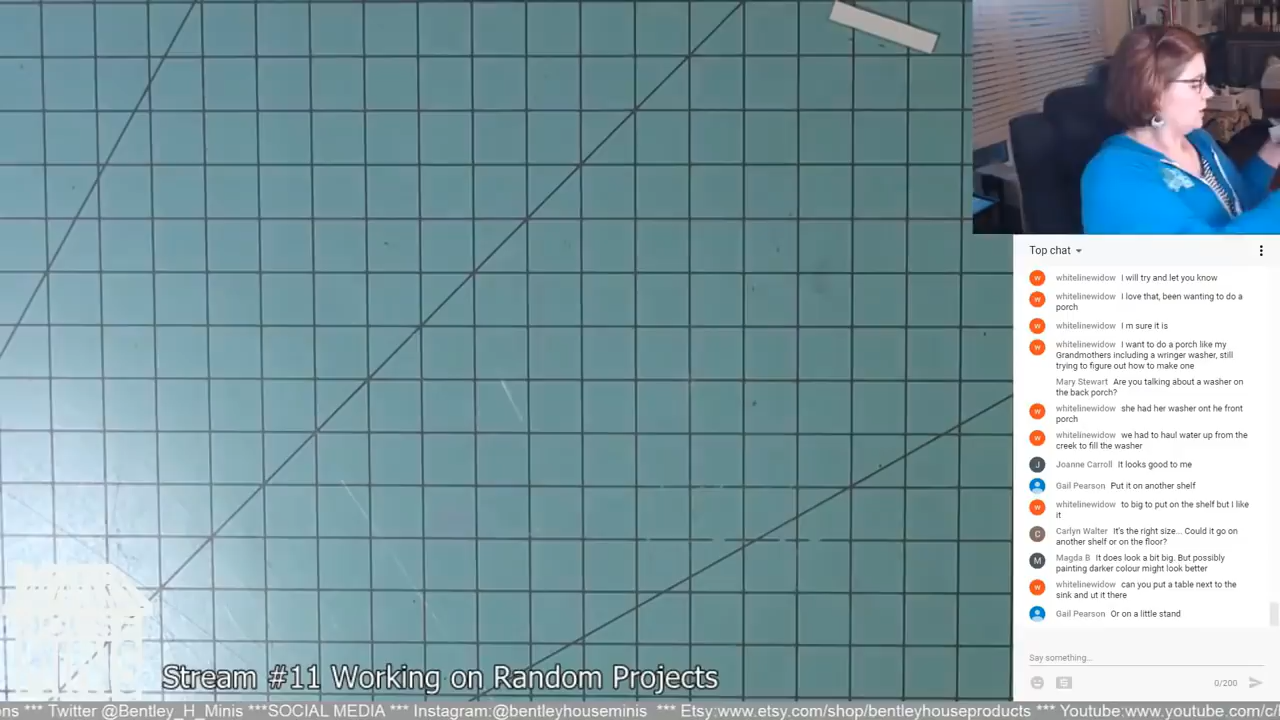 Top chat
whitelinewidow I will try and let you know
whitelinewidow I love that, been wanting to do a
porch
whitelinewidow I m sure it is
whitelinewidow I want to do a porch like my
Grandmothers including a wringer washer, still
trying to figure out how to make one
Mary Stewart Are you talking about a washer on
the back porch?
whitelinewidow she had her washer ont he front
porch
whitelinewidow we had to haul water up from the
creek to fill the washer
J Joanne Carroll It looks good to me
Gail Pearson Put it on another shelf
whitelinewidow to big to put on the shelf but I like
it
C Carlyn Walter It's the right size... Could it go on
another shelf or on the floor?
M Magda B It does look a bit big. But possibly
painting darker colour might look better
whitelinewidow can you put a table next to the
sink and ut it there
Gail Pearson Or on a little stand
Say something...
0/200
Stream #11 Working on Random Projects
ons *** Twitter @Bentley_H_Minis ***SOCIAL MEDIA *** Instagram:@bentleyhouseminis *** Etsy:www.etsy.com/shop/bentleyhouseproducts *** Youtube:www.youtube.com/c/